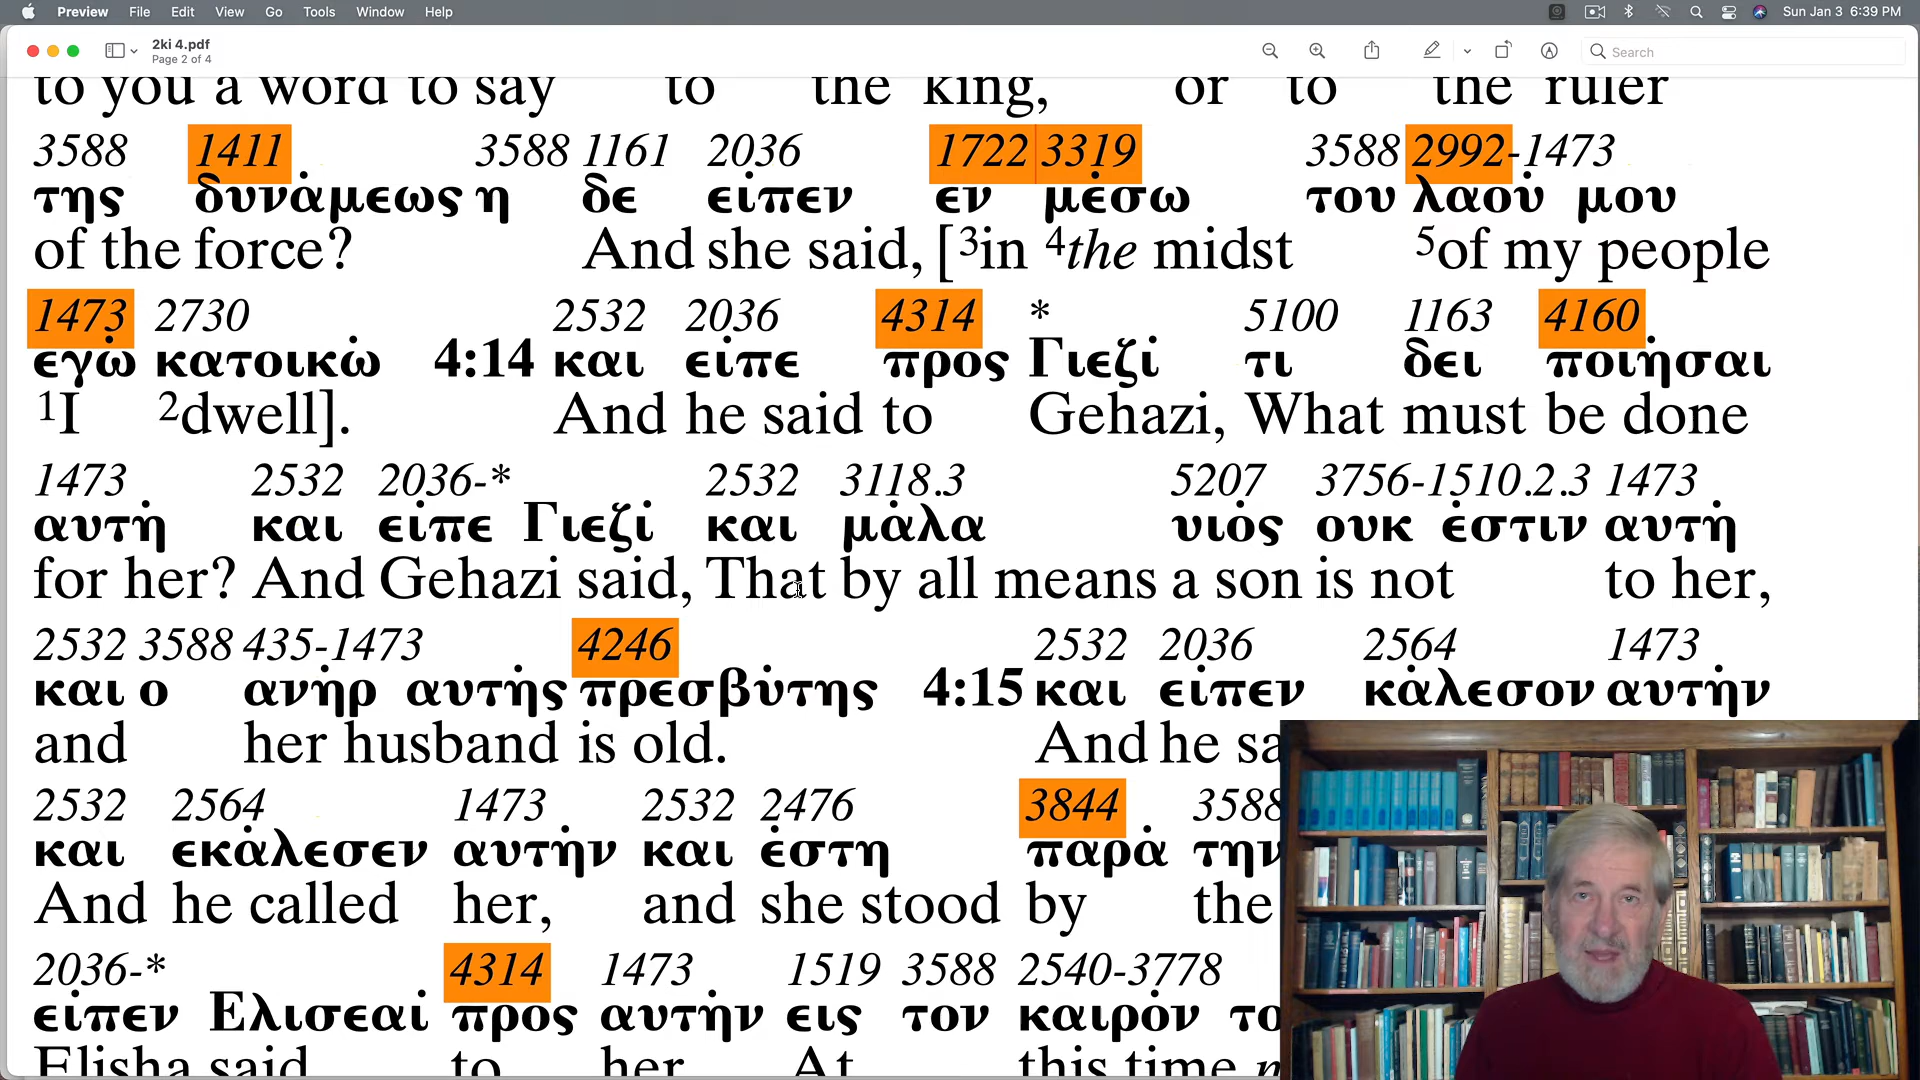 Preview File Edit View Go Tools Window Help Sun Jan 3 6:39 PM
2ki 4.pdf
Page 2 of 4
Search
to you a word to say to the king, or to the ruler
3588 1411 3588 1161 2036 1722 3319 3588 2992-1473
της δυνάμεως η δε είπεν εν μέσω του λαού μου
of the force? And she said, [³in ⁴the midst ⁵of my people
1473 2730 2532 2036 4314 * 5100 1163 4160
εγώ κατοικώ 4:14 και είπε προς Γιεζί τι δει ποιήσαι
¹I ²dwell]. And he said to Gehazi, What must be done
1473 2532 2036-* 2532 3118.3 5207 3756-1510.2.3 1473
αυτή και είπε Γιεζί και μάλα υιός ουκ έστιν αυτή
for her? And Gehazi said, That by all means a son is not to her,
2532 3588 435-1473 4246 2532 2036 2564 1473
και ο ανήρ αυτής πρεσβύτης 4:15 και είπεν κάλεσον αυτήν
and her husband is old. And he sa
2532 2564 1473 2532 2476 3844 3588
και εκάλεσεν αυτήν και έστη παρά την
And he called her, and she stood by the
2036-* 4314 1473 1519 3588 2540-3778
είπεν Ελισεαί προς αυτήν εις τον καιρόν το
Elisha said to her, At this time